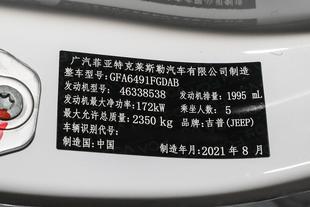 广汽菲亚特克莱斯勒汽车有限公司制造
整车型号:GFA6491FGDAB
发动机型号: 46338538 发动机排量: 1995 mL
发动机最大净功率:172kW 乘坐人数: 5
最大允许总质量: 2350 kg 品牌:吉普(JEEP)
车辆识别代号:
制造国:中国 制造年月:2021 年 8 月